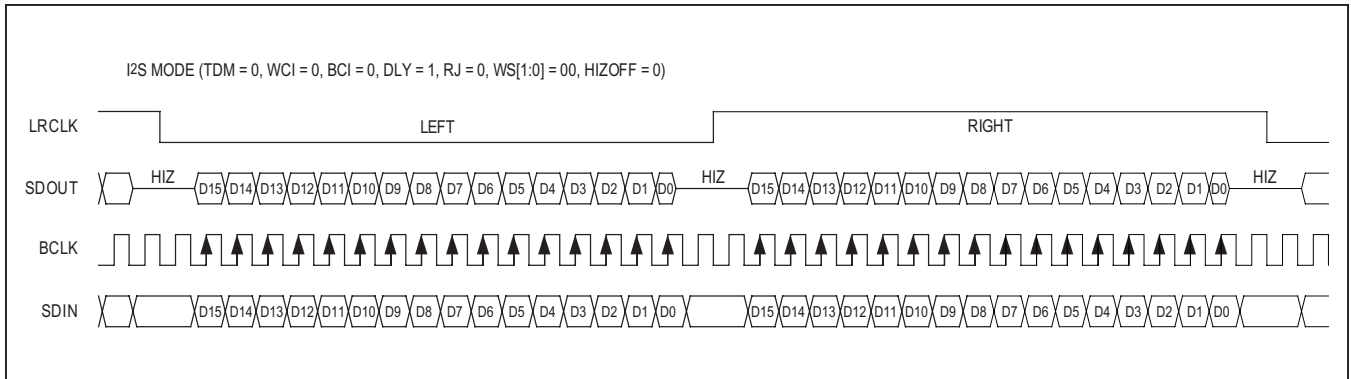 I2S MODE (TDM = 0, WCI = 0, BCI = 0, DLY = 1, RJ = 0, WS[1:0] = 00, HIZOFF = 0)
LRCLK LEFT RIGHT
SDOUT HIZ D15 D14 D13 D12 D11 D10 D9 D8 D7 D6 D5 D4 D3 D2 D1 D0 HIZ D15 D14 D13 D12 D11 D10 D9 D8 D7 D6 D5 D4 D3 D2 D1 D0 HIZ
BCLK
SDIN D15 D14 D13 D12 D11 D10 D9 D8 D7 D6 D5 D4 D3 D2 D1 D0 D15 D14 D13 D12 D11 D10 D9 D8 D7 D6 D5 D4 D3 D2 D1 D0